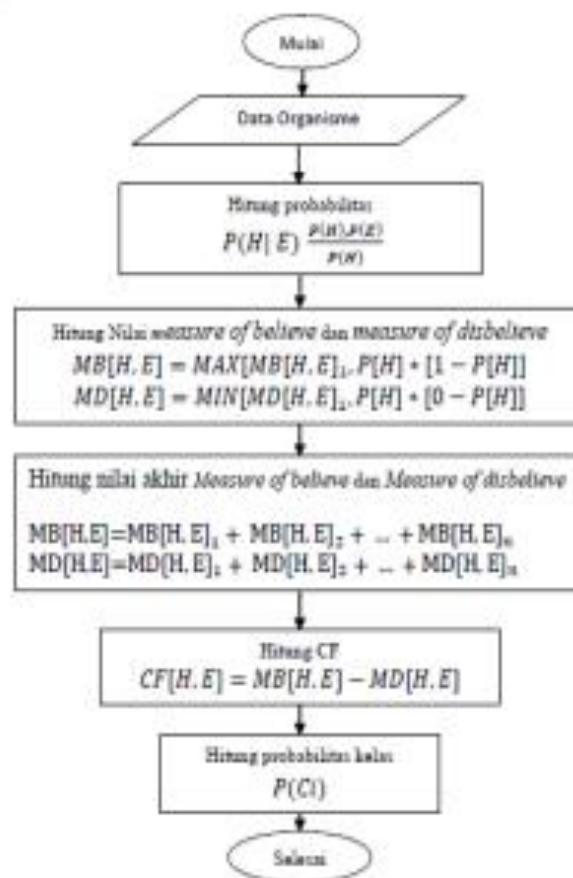 Mulai
Data Organisme
Hitung probabilitas
P(H| E) P(H).P(E) / P(H)
Hitung Nilai measure of believe dan measure of disbelieve
MB[H, E] = MAX[MB[H, E]₁, P[H] * [1 − P[H]]
MD[H, E] = MIN[MD[H, E]₁, P[H] * [0 − P[H]]
Hitung nilai akhir Measure of believe dan Measure of disbelieve
MB[H,E]=MB[H, E]₁ + MB[H, E]₂ + ... + MB[H, E]ₙ
MD[H,E]=MD[H, E]₁ + MD[H, E]₂ + ... + MD[H, E]ₙ
Hitung CF
CF[H, E] = MB[H, E] − MD[H, E]
Hitung probabilitas kelas
P(Ci)
Selesai